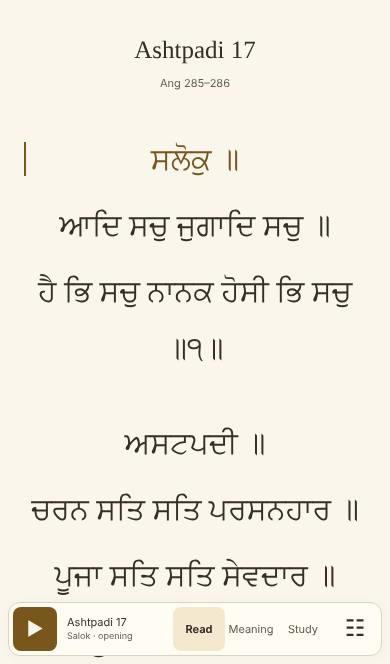 Ashtpadi 17
Ang 285–286
ਸਲੋਕੁ ॥
ਆਦਿ ਸਚੁ ਜੁਗਾਦਿ ਸਚੁ ॥
ਹੈ ਭਿ ਸਚੁ ਨਾਨਕ ਹੋਸੀ ਭਿ ਸਚੁ
॥੧॥
ਅਸਟਪਦੀ ॥
ਚਰਨ ਸਤਿ ਸਤਿ ਪਰਸਨਹਾਰ ॥
ਪੂਜਾ ਸਤਿ ਸਤਿ ਸੇਵਦਾਰ ॥
Ashtpadi 17
Salok · opening
Read Meaning Study